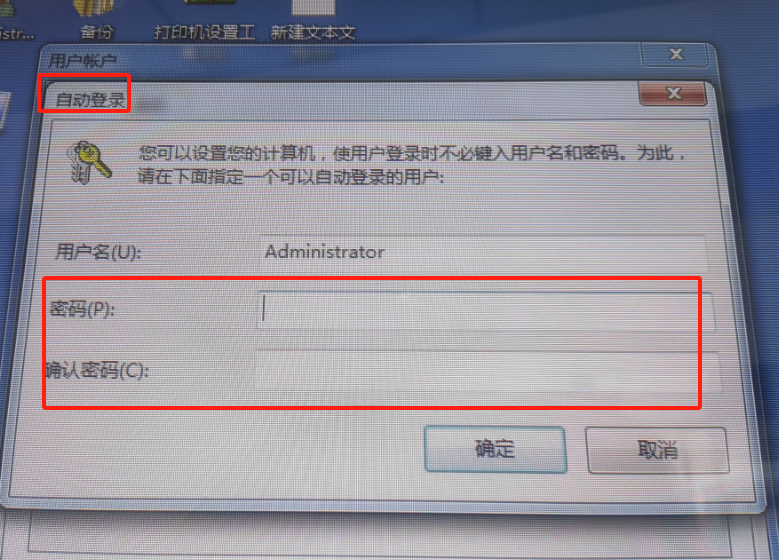 istr...
备份
打印机设置工
新建文本文
用户帐户
自动登录
您可以设置您的计算机，使用户登录时不必键入用户名和密码。为此，
请在下面指定一个可以自动登录的用户:
用户名(U):
Administrator
密码(P):
确认密码(C):
确定
取消